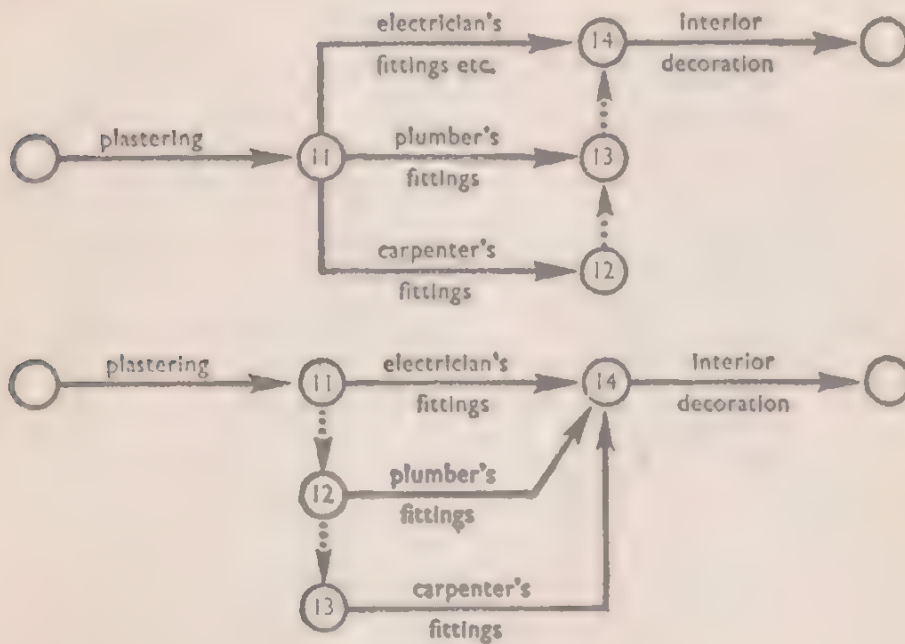 electrician's
14
interior
fittings etc.
decoration
plastering
11
plumber's
13
fittings
carpenter's
12
fittings
plastering
11
electrician's
14
interior
fittings
decoration
12
plumber's
fittings
13
carpenter's
fittings